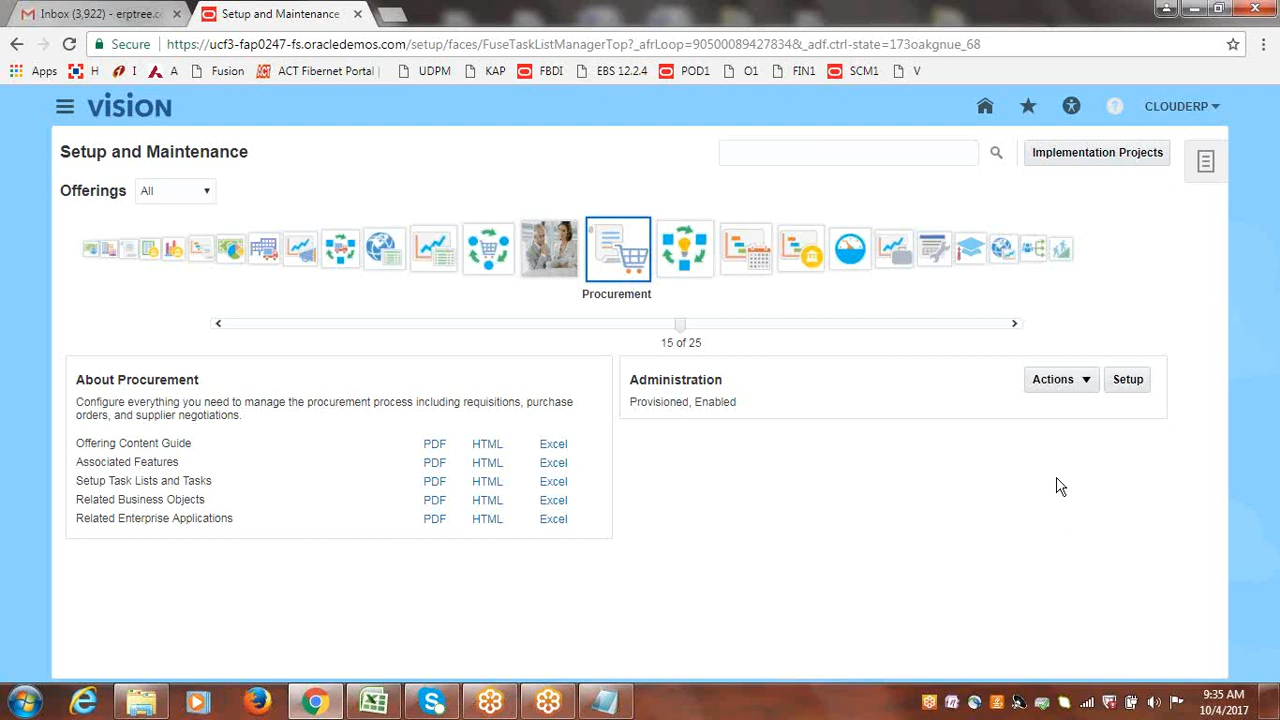 Inbox (3,922) - erptree.c
Setup and Maintenance
Secure
https://ucf3-fap0247-fs.oracledemos.com/setup/faces/FuseTaskListManagerTop?_afrLoop=90500089427834&_adf.ctrl-state=173oakgnue_68
Apps H I A Fusion ACT Fibernet Portal | UDPM KAP FBDI EBS 12.2.4 POD1 O1 FIN1 SCM1 V
VISION
CLOUDERP
Setup and Maintenance
Implementation Projects
Offerings All
Procurement
15 of 25
About Procurement
Configure everything you need to manage the procurement process including requisitions, purchase
orders, and supplier negotiations.
Offering Content Guide PDF HTML Excel
Associated Features PDF HTML Excel
Setup Task Lists and Tasks PDF HTML Excel
Related Business Objects PDF HTML Excel
Related Enterprise Applications PDF HTML Excel
Administration
Actions
Setup
Provisioned, Enabled
9:35 AM
10/4/2017